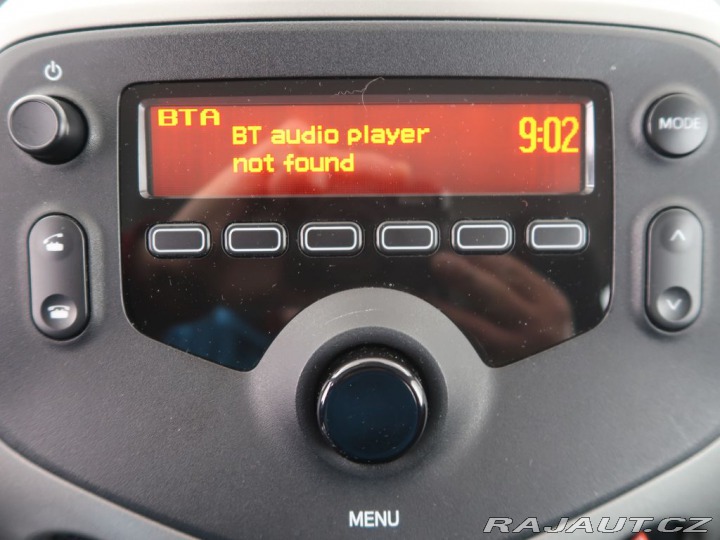 BTA
BT audio player
not found
9:02
MODE
MENU
RAJAUT.CZ